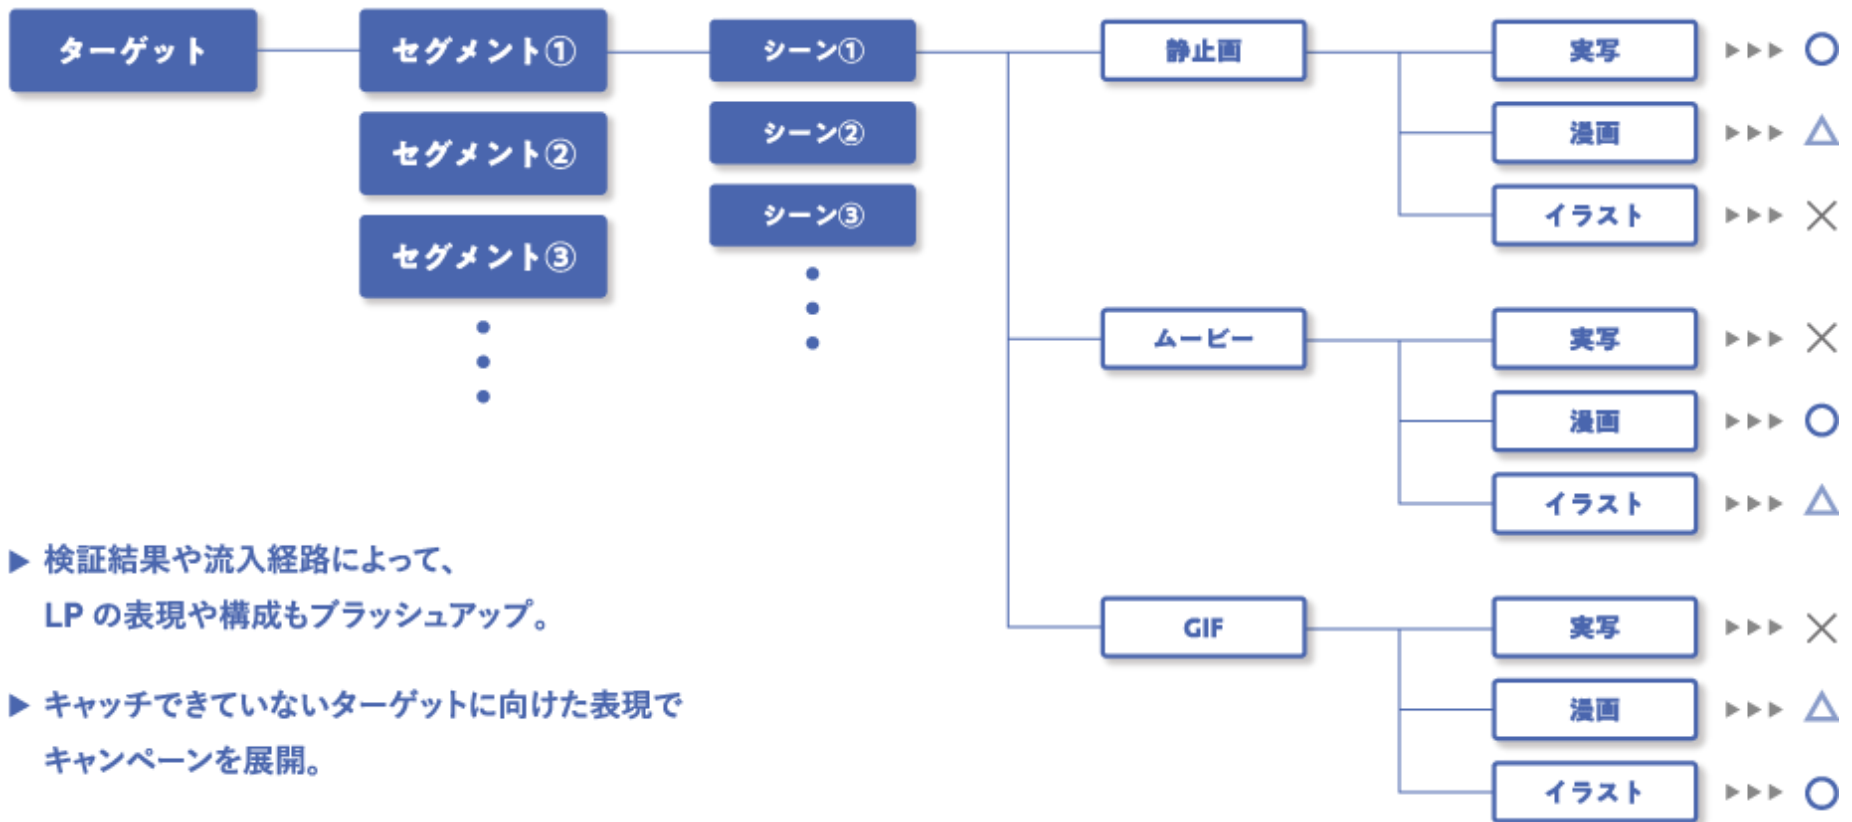 ターゲット
セグメント①
セグメント②
セグメント③
シーン①
シーン②
シーン③
静止画
実写
漫画
イラスト
ムービー
実写
漫画
イラスト
GIF
実写
漫画
イラスト
▶ 検証結果や流入経路によって、
LP の表現や構成もブラッシュアップ。
▶ キャッチできていないターゲットに向けた表現で
キャンペーンを展開。